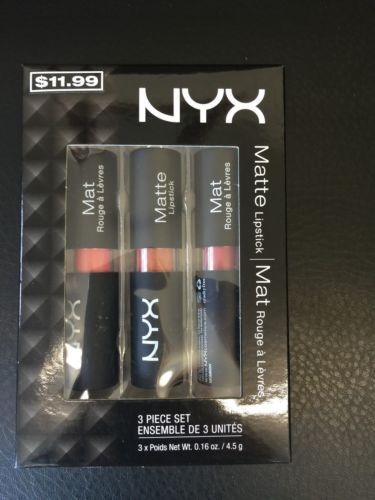 $11.99
NYX
Matte Lipstick | Mat Rouge à Lèvres
Mat
Rouge à Lèvres
Matte
Lipstick
NYX
Mat
Rouge à Lèvres
3 PIECE SET
ENSEMBLE DE 3 UNITÉS
3 x Poids Net Wt. 0.16 oz. / 4.5 g